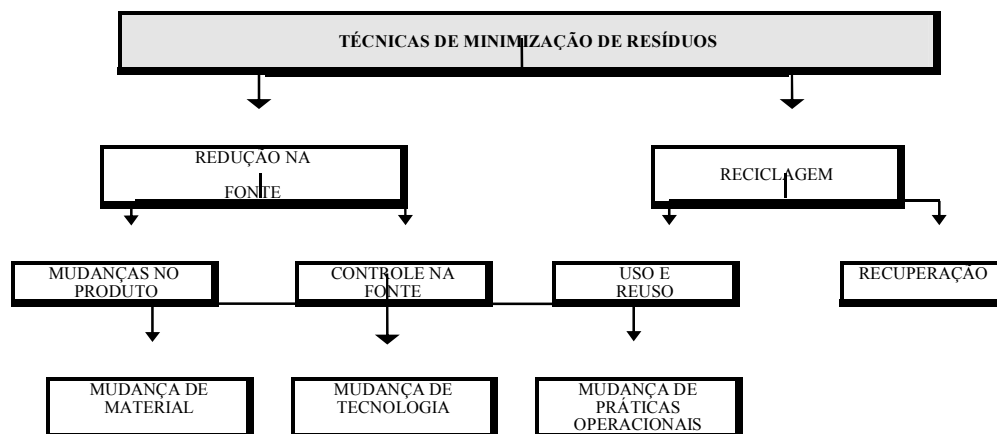 TÉCNICAS DE MINIMIZAÇÃO DE RESÍDUOS
REDUÇÃO NA
FONTE
RECICLAGEM
MUDANÇAS NO
PRODUTO
CONTROLE NA
FONTE
USO E
REUSO
RECUPERAÇÃO
MUDANÇA DE
MATERIAL
MUDANÇA DE
TECNOLOGIA
MUDANÇA DE
PRÁTICAS
OPERACIONAIS